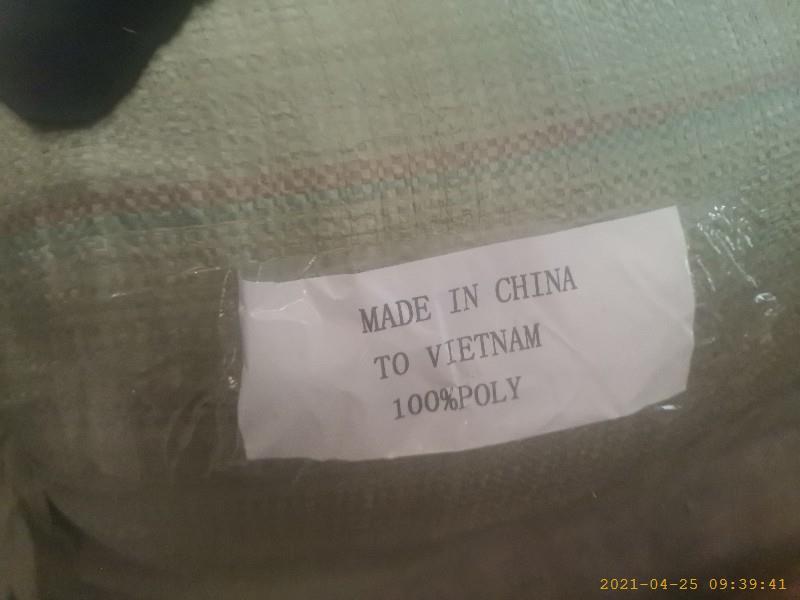 MADE IN CHINA
TO VIETNAM
100%POLY
2021-04-25 09:39:41